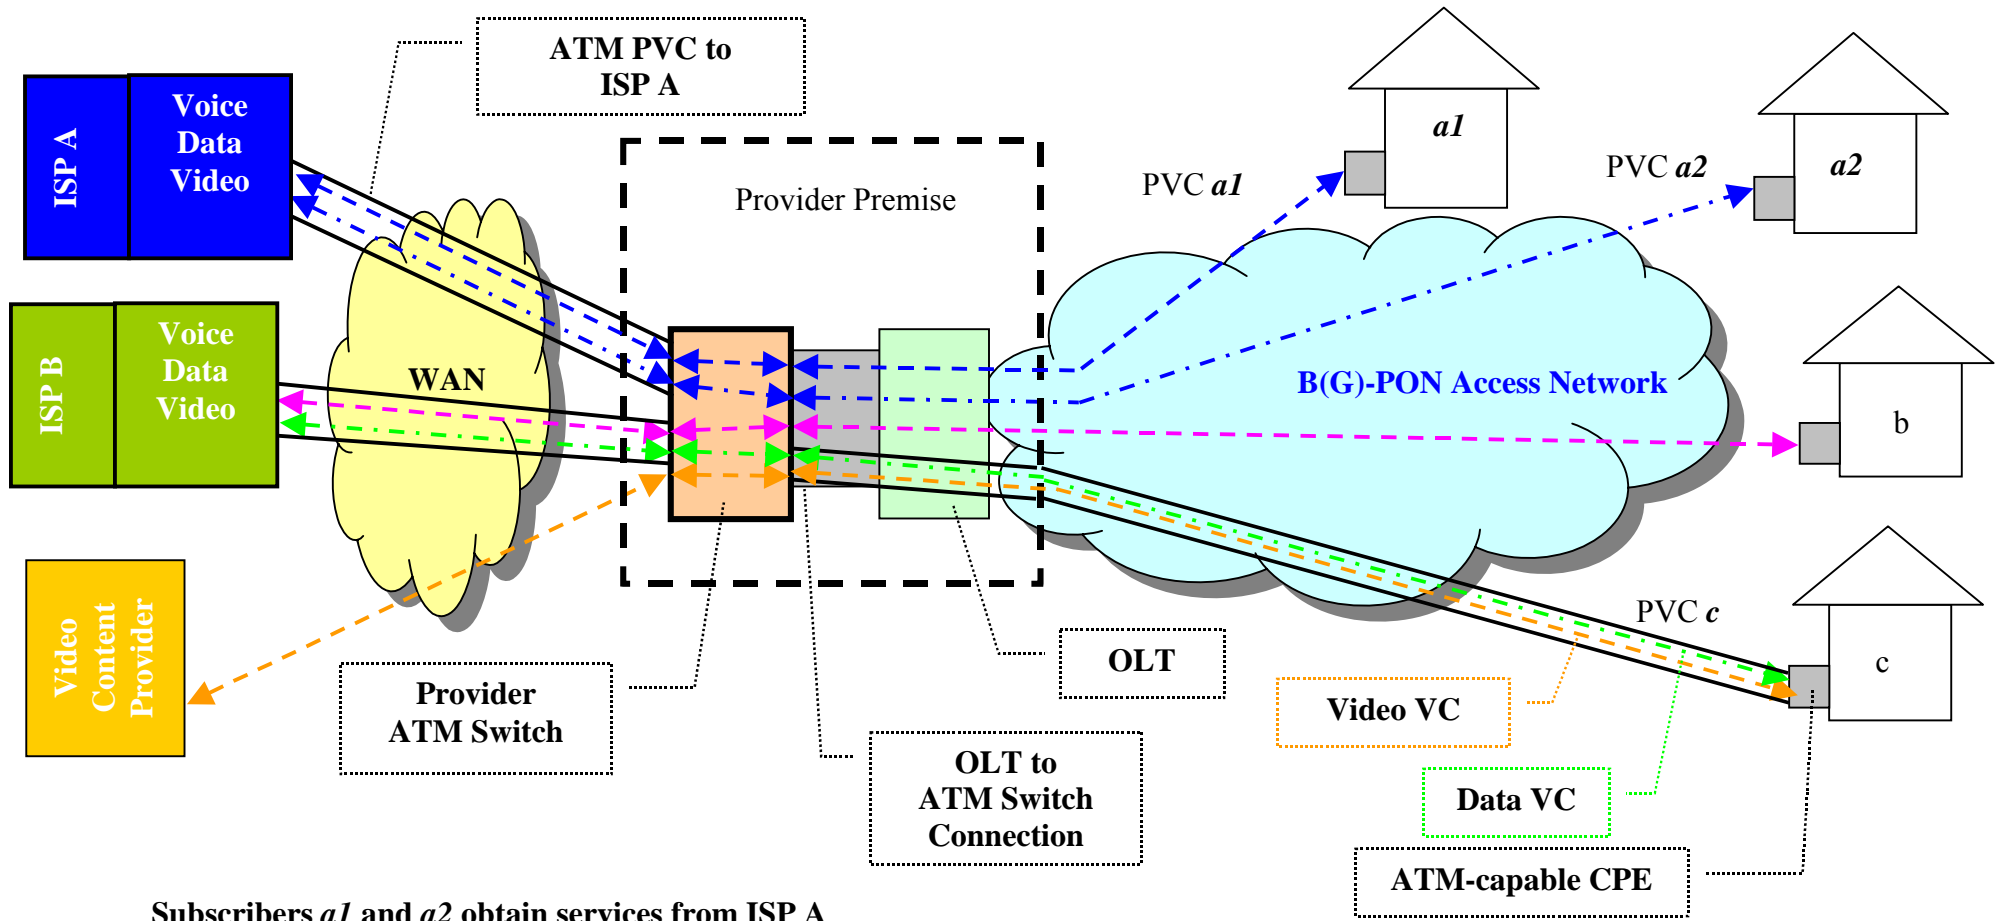 ATM PVC to
ISP A
ISP A
Voice
Data
Video
Provider Premise
PVC a1
a1
PVC a2
a2
ISP B
Voice
Data
Video
WAN
B(G)-PON Access Network
b
Video
Content
Provider
Provider
ATM Switch
OLT
OLT to
ATM Switch
Connection
PVC c
c
Video VC
Data VC
ATM-capable CPE
Subscribers a1 and a2 obtain services from ISP A